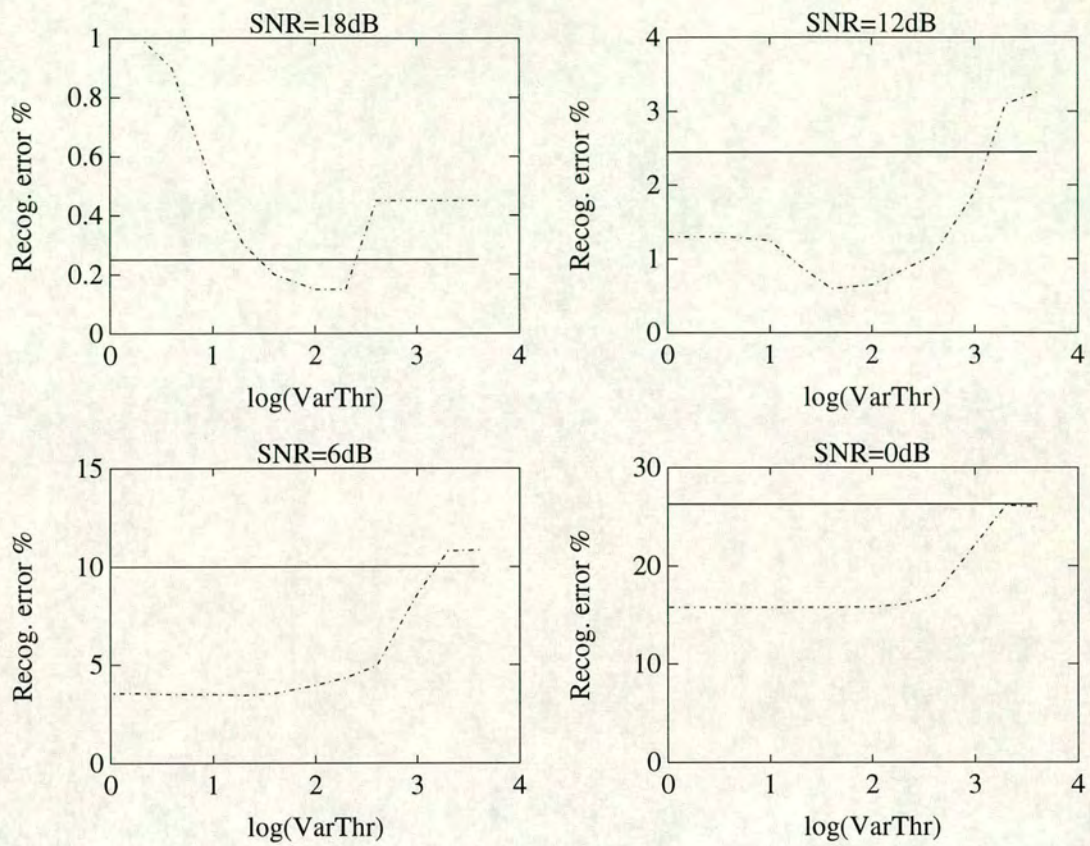 SNR=18dB
1
0.8
0.6
0.4
0.2
0
Recog. error %
0 1 2 3 4
log(VarThr)
SNR=12dB
4
3
2
1
0
Recog. error %
0 1 2 3 4
log(VarThr)
SNR=6dB
15
10
5
0
Recog. error %
0 1 2 3 4
log(VarThr)
SNR=0dB
30
20
10
0
Recog. error %
0 1 2 3 4
log(VarThr)